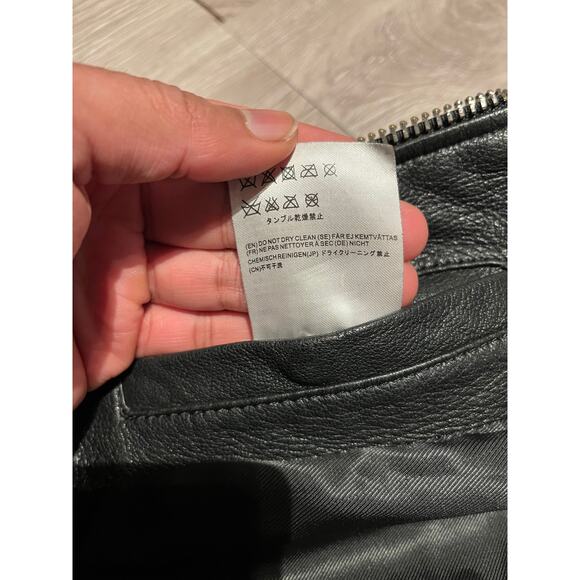 タンブル乾燥禁止
(EN) DO NOT DRY CLEAN (SE) FÅR EJ KEMTVÄTTAS
(FR) NE PAS NETTOYER À SEC (DE) NICHT
CHEMISCH REINIGEN(JP) ドライクリーニング禁止
(CN)不可干洗